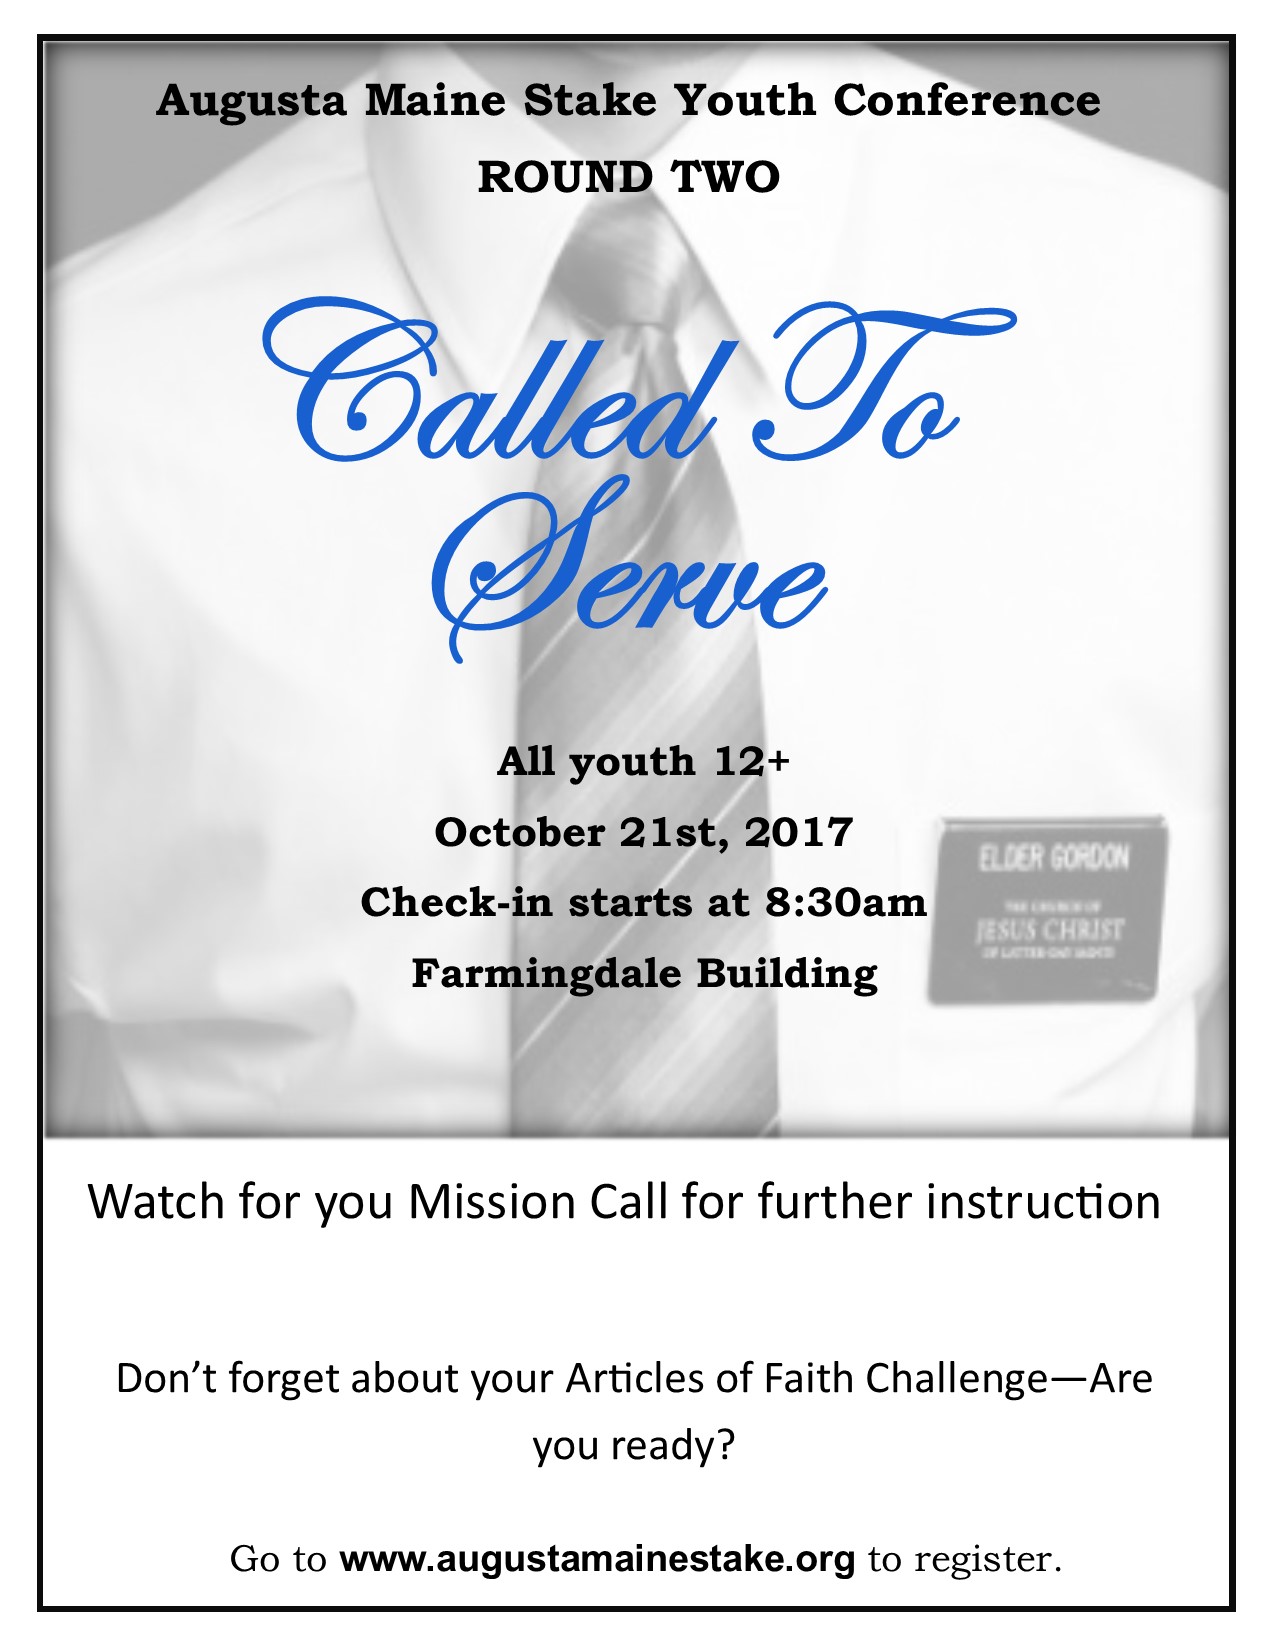 Augusta Maine Stake Youth Conference
ROUND TWO
Called To
Serve
All youth 12+
October 21st, 2017
Check-in starts at 8:30am
Farmingdale Building
ELDER GORDON
THE CHURCH OF
JESUS CHRIST
OF LATTER-DAY SAINTS
Watch for you Mission Call for further instruction
Don’t forget about your Articles of Faith Challenge—Are
you ready?
Go to www.augustamainestake.org to register.